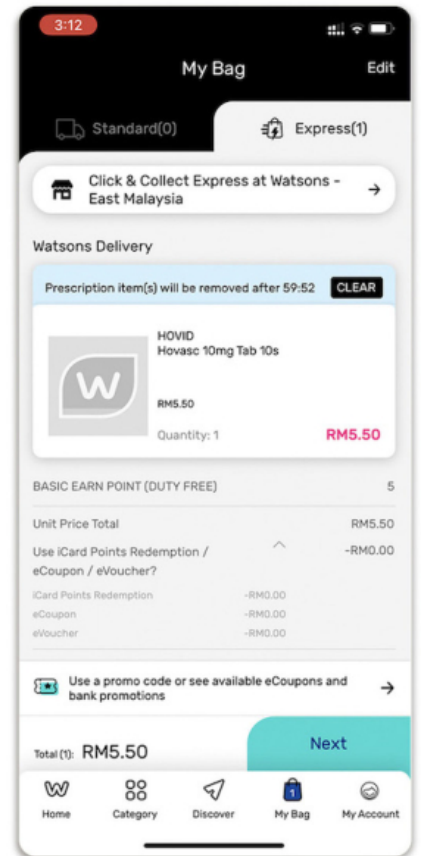 3:12
My Bag
Edit
Standard(0)
Express(1)
Click & Collect Express at Watsons -
East Malaysia
Watsons Delivery
Prescription item(s) will be removed after 59:52
CLEAR
HOVID
Hovasc 10mg Tab 10s
W
RM5.50
Quantity: 1
RM5.50
BASIC EARN POINT (DUTY FREE)
5
Unit Price Total
RM5.50
Use iCard Points Redemption /
-RM0.00
eCoupon / eVoucher?
iCard Points Redemption
-RM0.00
eCoupon
-RM0.00
eVoucher
-RM0.00
Use a promo code or see available eCoupons and
bank promotions
Total (1): RM5.50
Next
W
1
Home
Category
Discover
My Bag
My Account